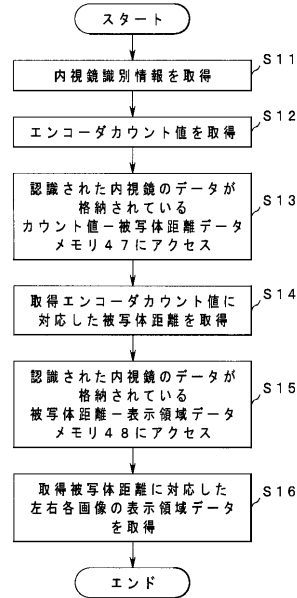 スタート
S11
内視鏡識別情報を取得
S12
エンコーダカウント値を取得
S13
認識された内視鏡のデータが
格納されている
カウント値－被写体距離データ
メモリ47にアクセス
S14
取得エンコーダカウント値に
対応した被写体距離を取得
S15
認識された内視鏡のデータが
格納されている
被写体距離－表示領域データ
メモリ48にアクセス
S16
取得被写体距離に対応した
左右各画像の表示領域データ
を取得
エンド